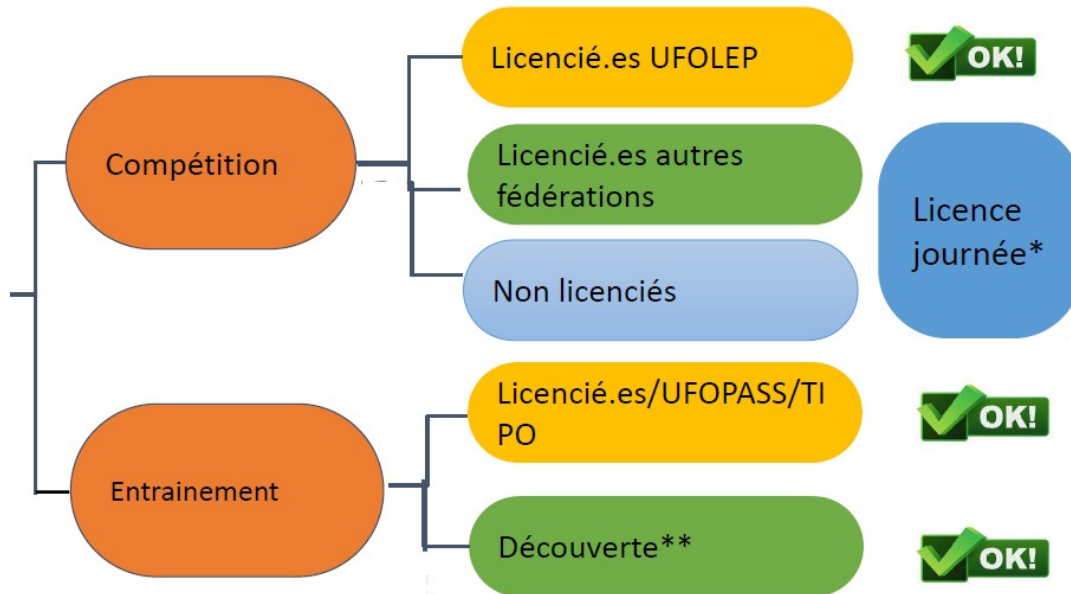 Licencié.es UFOLEP
OK!
Compétition
Licencié.es autres
fédérations
Licence
journée*
Non licenciés
Licencié.es/UFOPASS/TI
PO
OK!
Entrainement
Découverte**
OK!